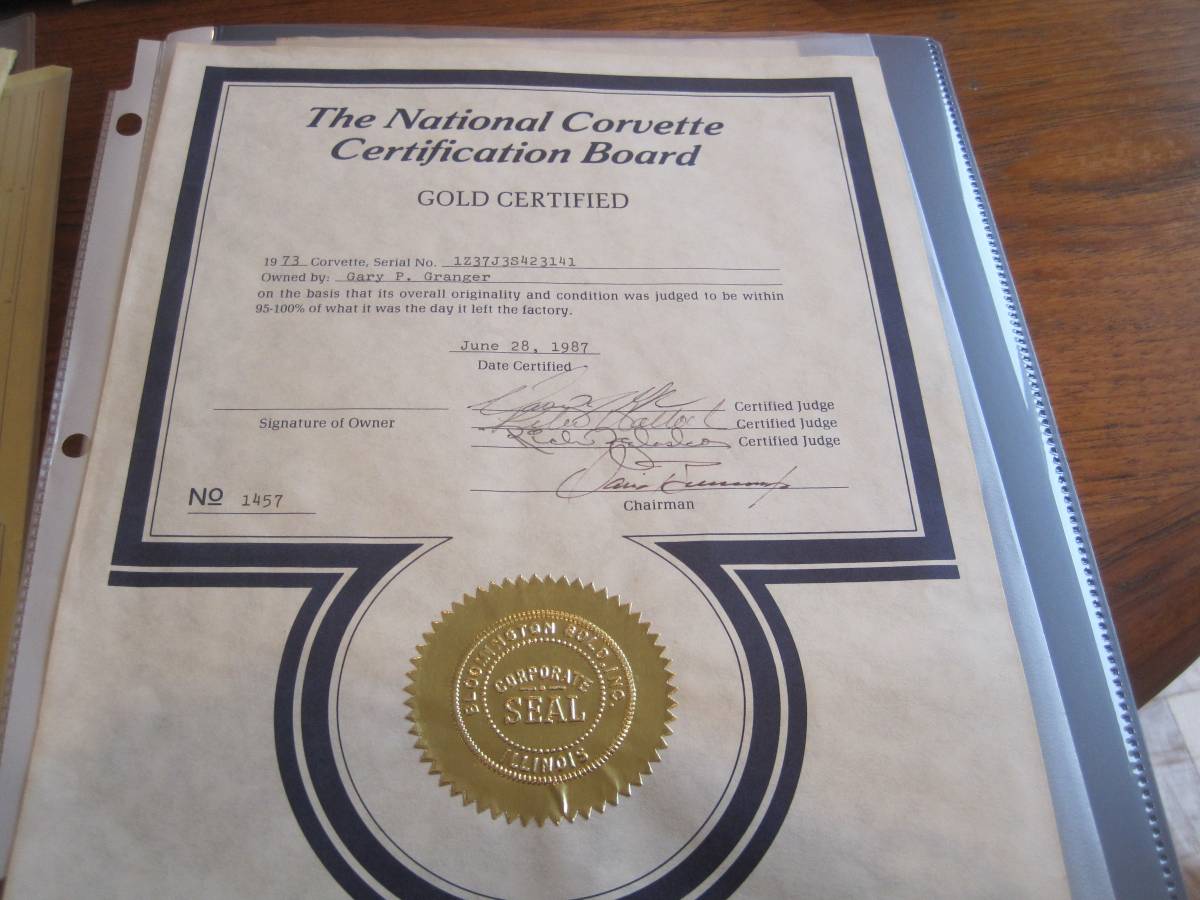 The National Corvette
Certification Board
GOLD CERTIFIED
1973 Corvette, Serial No. 1Z37J3S423141
Owned by: Gary P. Granger
on the basis that its overall originality and condition was judged to be within
95-100% of what it was the day it left the factory.
June 28, 1987
Date Certified
Certified Judge
Signature of Owner
Certified Judge
Certified Judge
Chairman
No 1457
BLOOMINGTON GOLD, INC.
CORPORATE
SEAL
ILLINOIS